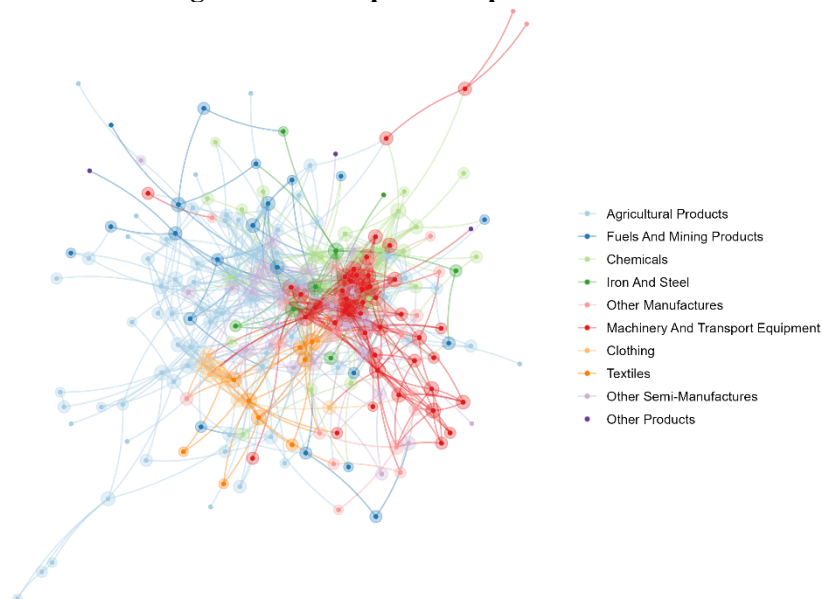 Agricultural Products
Fuels And Mining Products
Chemicals
Iron And Steel
Other Manufactures
Machinery And Transport Equipment
Clothing
Textiles
Other Semi-Manufactures
Other Products